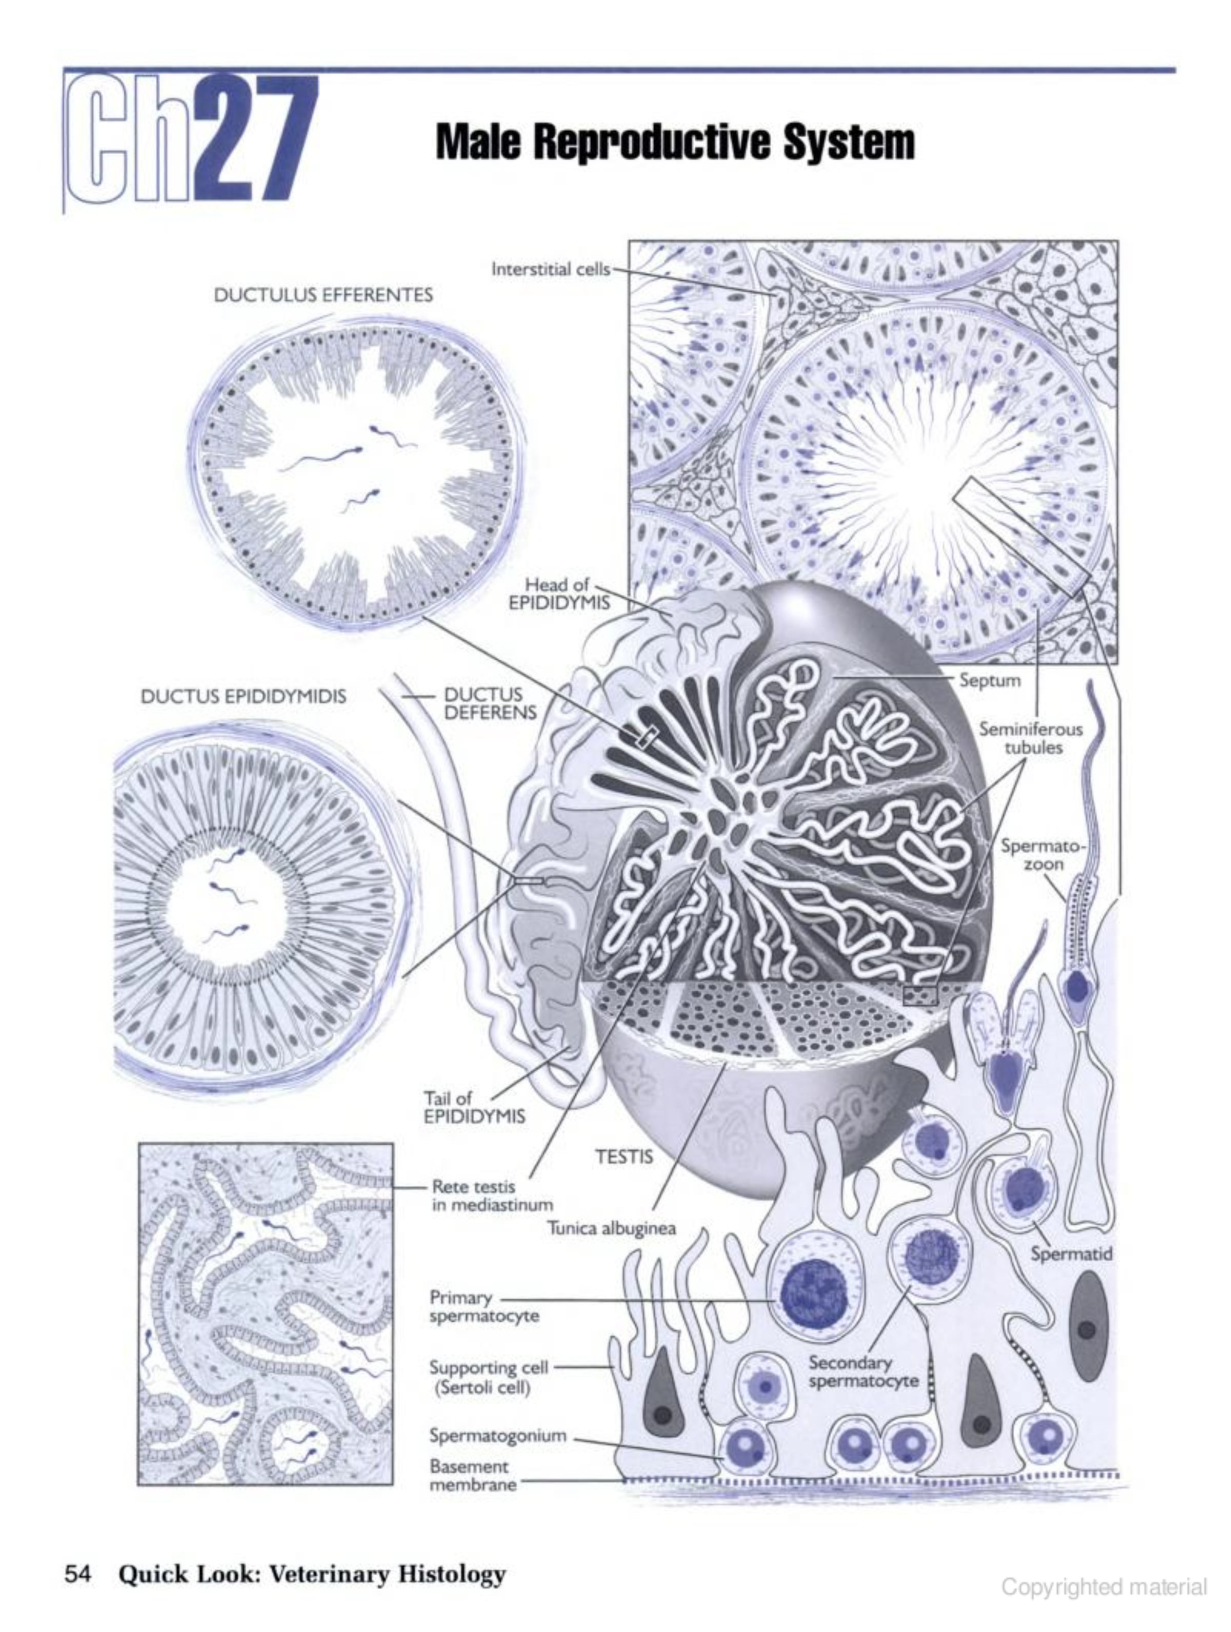 Ch27
Male Reproductive System
Interstitial cells
DUCTULUS EFFERENTES
Head of
EPIDIDYMIS
DUCTUS EPIDIDYMIDIS
DUCTUS
DEFERENS
Septum
Seminiferous
tubules
Spermato-
zoon
Tail of
EPIDIDYMIS
TESTIS
Rete testis
in mediastinum
Tunica albuginea
Spermatid
Primary
spermatocyte
Secondary
spermatocyte
Supporting cell
(Sertoli cell)
Spermatogonium
Basement
membrane
54 Quick Look: Veterinary Histology
Copyrighted material